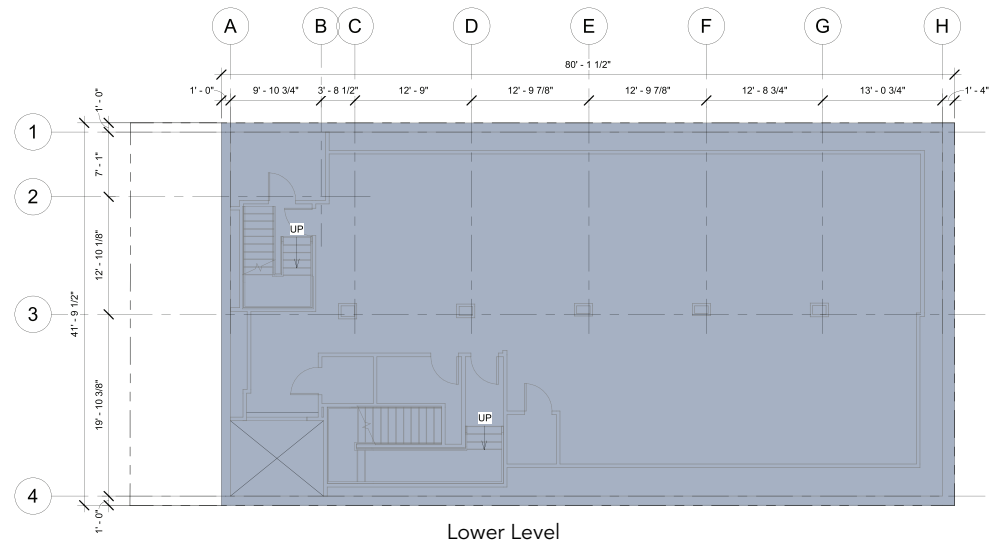 A B C D E F G H
80' - 1 1/2"
1' - 0" 9' - 10 3/4" 3' - 8 1/2" 12' - 9" 12' - 9 7/8" 12' - 9 7/8" 12' - 8 3/4" 13' - 0 3/4" 1' - 4"
1' - 0"
1
7' - 1"
2
UP
12' - 10 1/8"
41' - 9 1/2"
3
19' - 10 3/8"
UP
4
1' - 0"
Lower Level